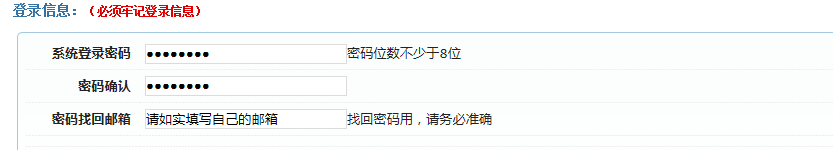 登录信息：（必须牢记登录信息）
系统登录密码 ●●●●●●●● 密码位数不少于8位
密码确认 ●●●●●●●●
密码找回邮箱 请如实填写自己的邮箱 找回密码用，请务必准确